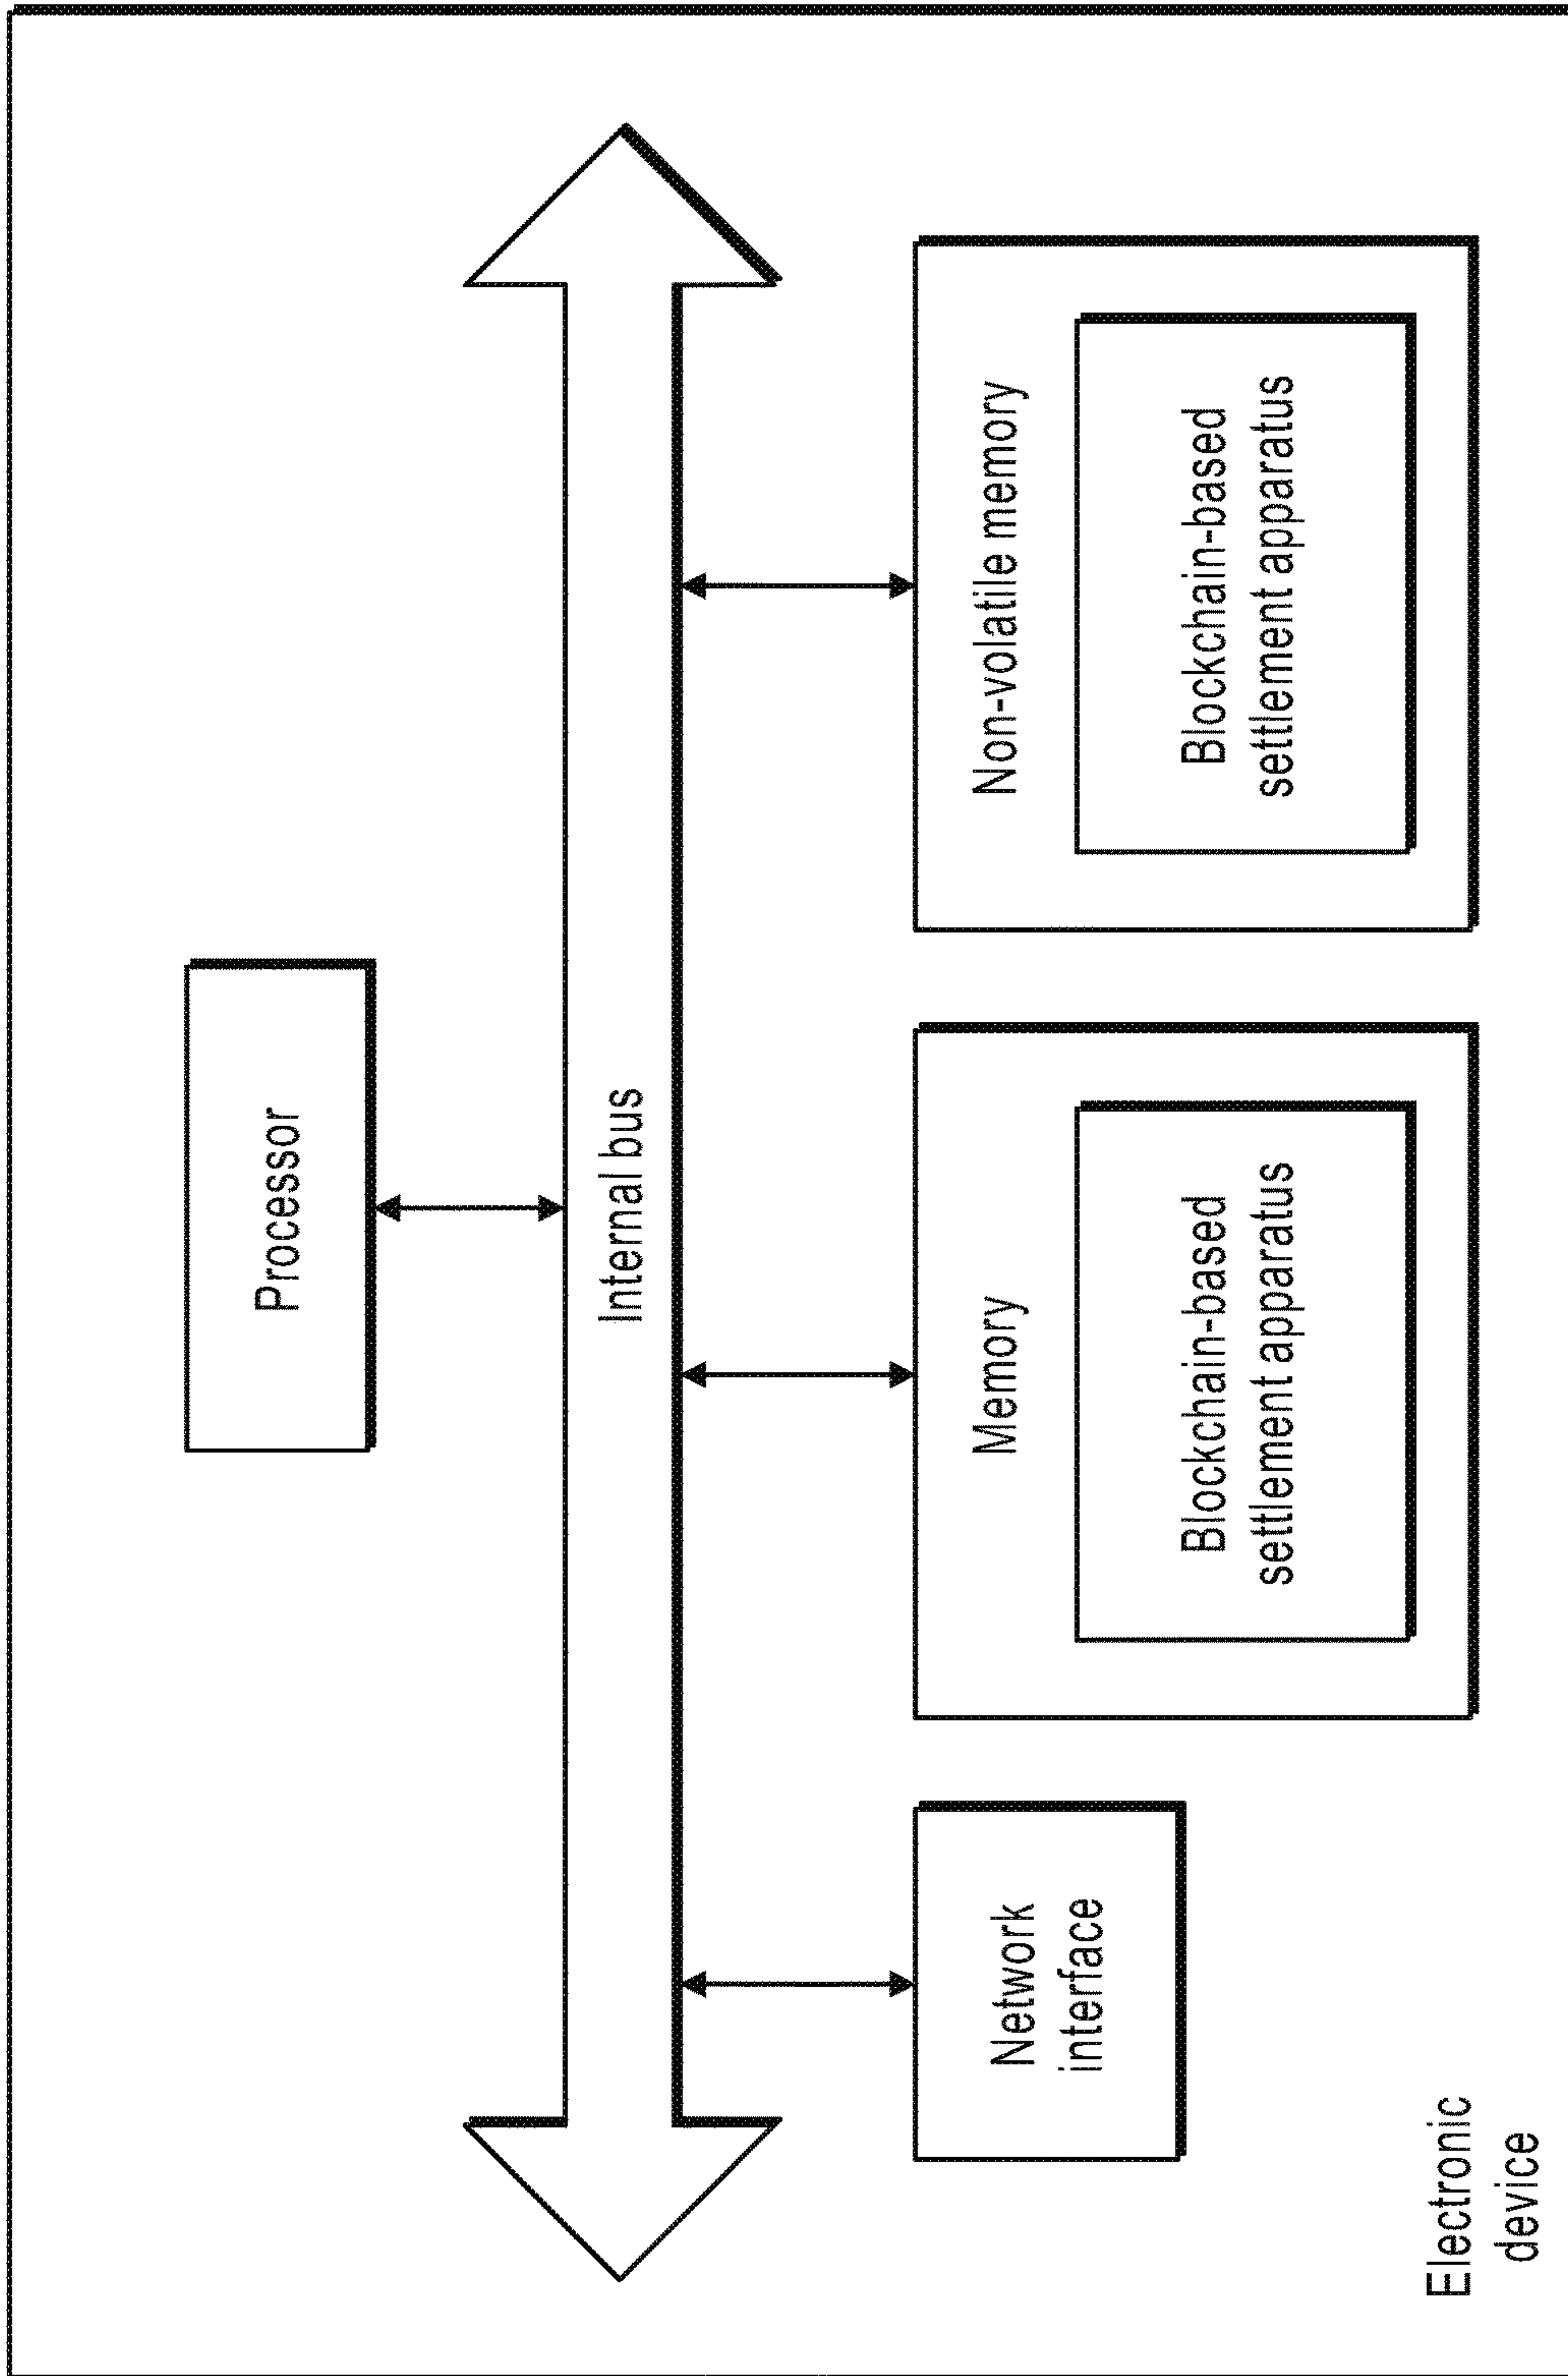 Processor
Internal bus
Network
interface
Memory
Blockchain-based
settlement apparatus
Non-volatile memory
Blockchain-based
settlement apparatus
Electronic
device